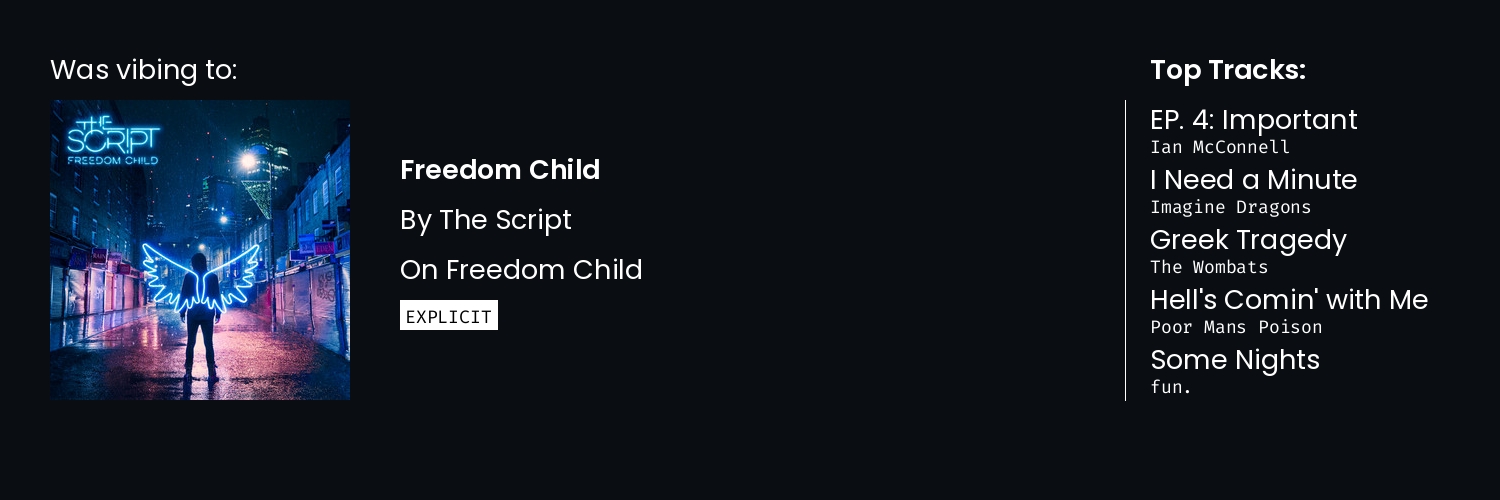 Was vibing to:
THE
SCRIPT
FREEDOM CHILD
Freedom Child
By The Script
On Freedom Child
EXPLICIT
Top Tracks:
EP. 4: Important
Ian McConnell
I Need a Minute
Imagine Dragons
Greek Tragedy
The Wombats
Hell's Comin' with Me
Poor Mans Poison
Some Nights
fun.